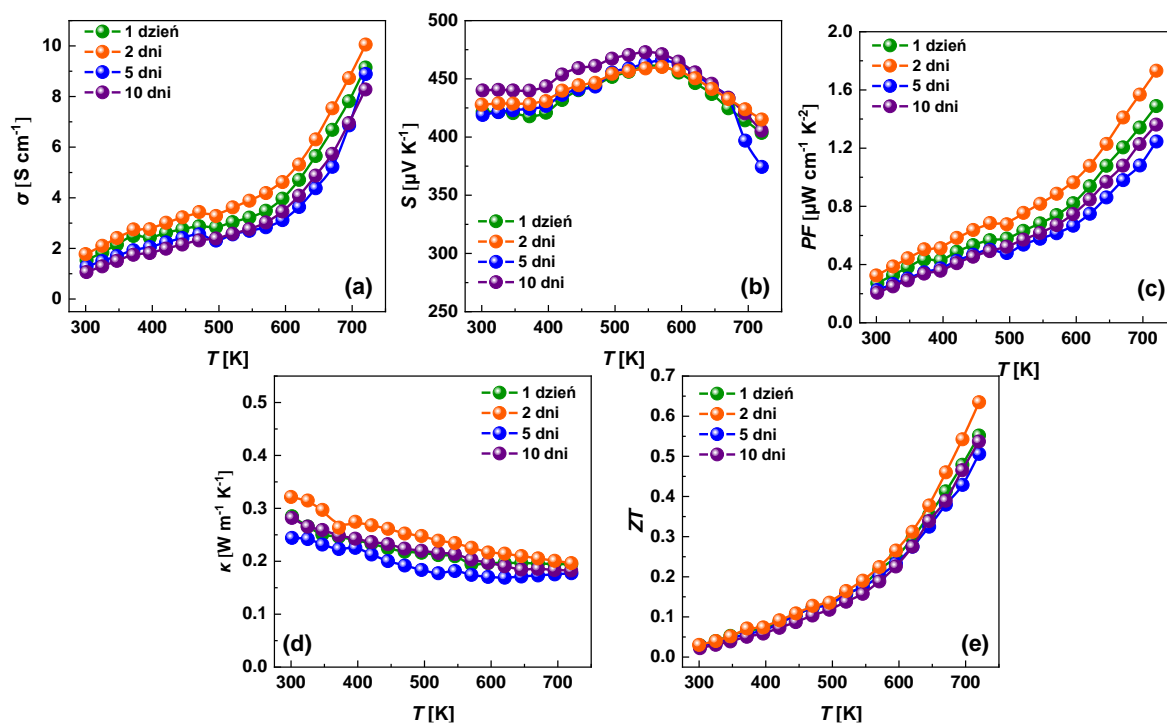 1 dzień
2 dni
5 dni
10 dni
σ [S cm⁻¹]
10
8
6
4
2
0
300 400 500 600 700
T [K]
(a)
S [µV K⁻¹]
500
450
400
350
300
250
1 dzień
2 dni
5 dni
10 dni
300 400 500 600 700
T [K]
(b)
PF [µW cm⁻¹ K⁻²]
2.0
1.6
1.2
0.8
0.4
0.0
1 dzień
2 dni
5 dni
10 dni
300 400 500 600 700
T [K]
(c)
κ [W m⁻¹ K⁻¹]
0.5
0.4
0.3
0.2
0.1
0.0
1 dzień
2 dni
5 dni
10 dni
300 400 500 600 700
T [K]
(d)
ZT
0.7
0.6
0.5
0.4
0.3
0.2
0.1
0.0
1 dzień
2 dni
5 dni
10 dni
300 400 500 600 700
T [K]
(e)